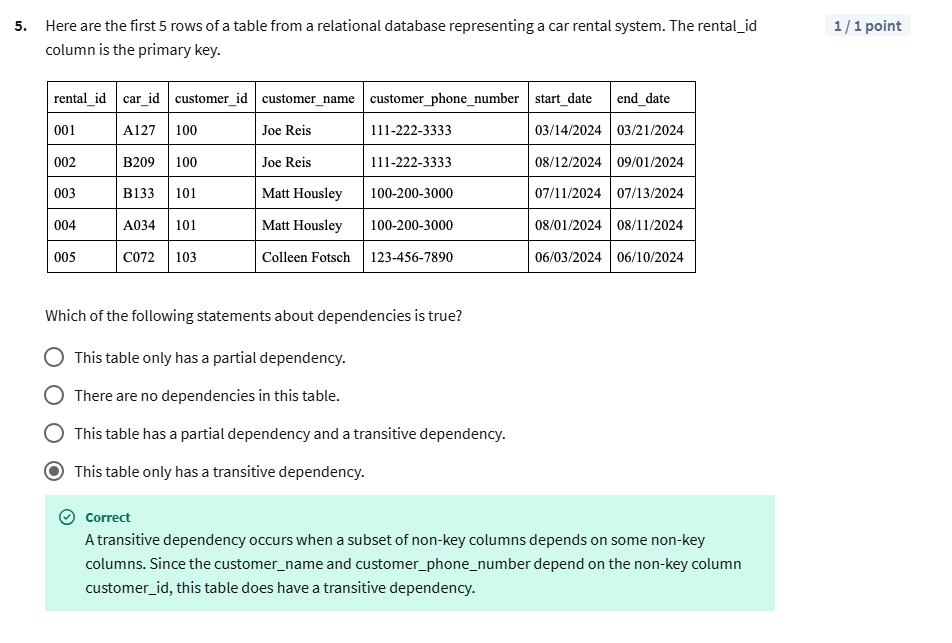 5. Here are the first 5 rows of a table from a relational database representing a car rental system. The rental_id 1 / 1 point
column is the primary key.
rental_id car_id customer_id customer_name customer_phone_number start_date end_date
001 A127 100 Joe Reis 111-222-3333 03/14/2024 03/21/2024
002 B209 100 Joe Reis 111-222-3333 08/12/2024 09/01/2024
003 B133 101 Matt Housley 100-200-3000 07/11/2024 07/13/2024
004 A034 101 Matt Housley 100-200-3000 08/01/2024 08/11/2024
005 C072 103 Colleen Fotsch 123-456-7890 06/03/2024 06/10/2024
Which of the following statements about dependencies is true?
This table only has a partial dependency.
There are no dependencies in this table.
This table has a partial dependency and a transitive dependency.
This table only has a transitive dependency.
Correct
A transitive dependency occurs when a subset of non-key columns depends on some non-key
columns. Since the customer_name and customer_phone_number depend on the non-key column
customer_id, this table does have a transitive dependency.